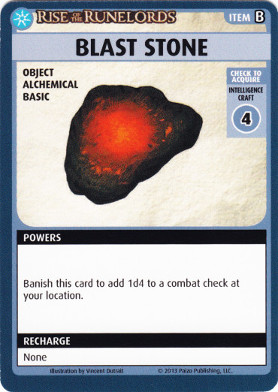 RISE OF THE RUNELORDS ITEM B
BLAST STONE
OBJECT
ALCHEMICAL
BASIC
CHECK TO
ACQUIRE
INTELLIGENCE
CRAFT
4
POWERS
Banish this card to add 1d4 to a combat check at
your location.
RECHARGE
None
Illustration by Vincent Dutrait © 2013 Paizo Publishing, LLC.